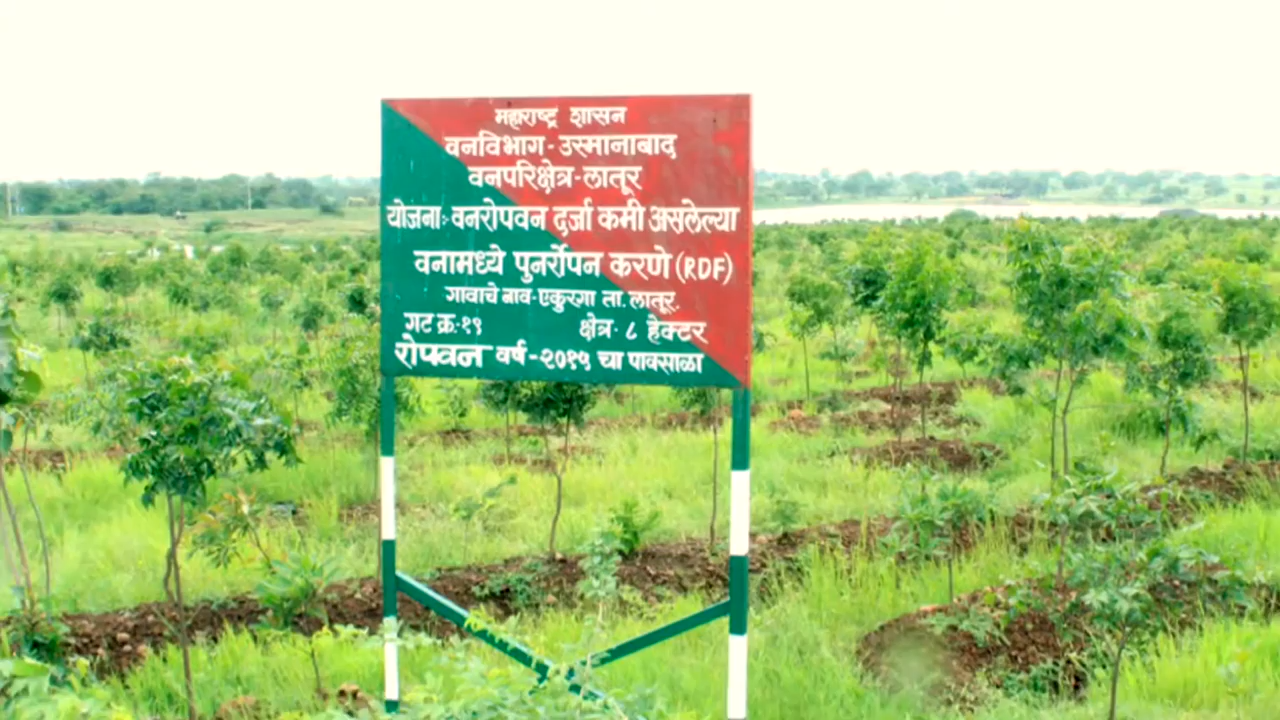 महाराष्ट्र शासन
वनविभाग-उस्मानाबाद
वनपरिक्षेत्र-लातूर
योजनाः वनरोपवन दर्जा कमी असलेल्या
वनामध्ये पुनर्रोपन करणे (RDF)
गावाचे नाव-एकुरगा ता. लातूर.
गट क्र.-१९ क्षेत्र- ८ हेक्टर
रोपवन वर्ष-२०१५ चा पावसाळा